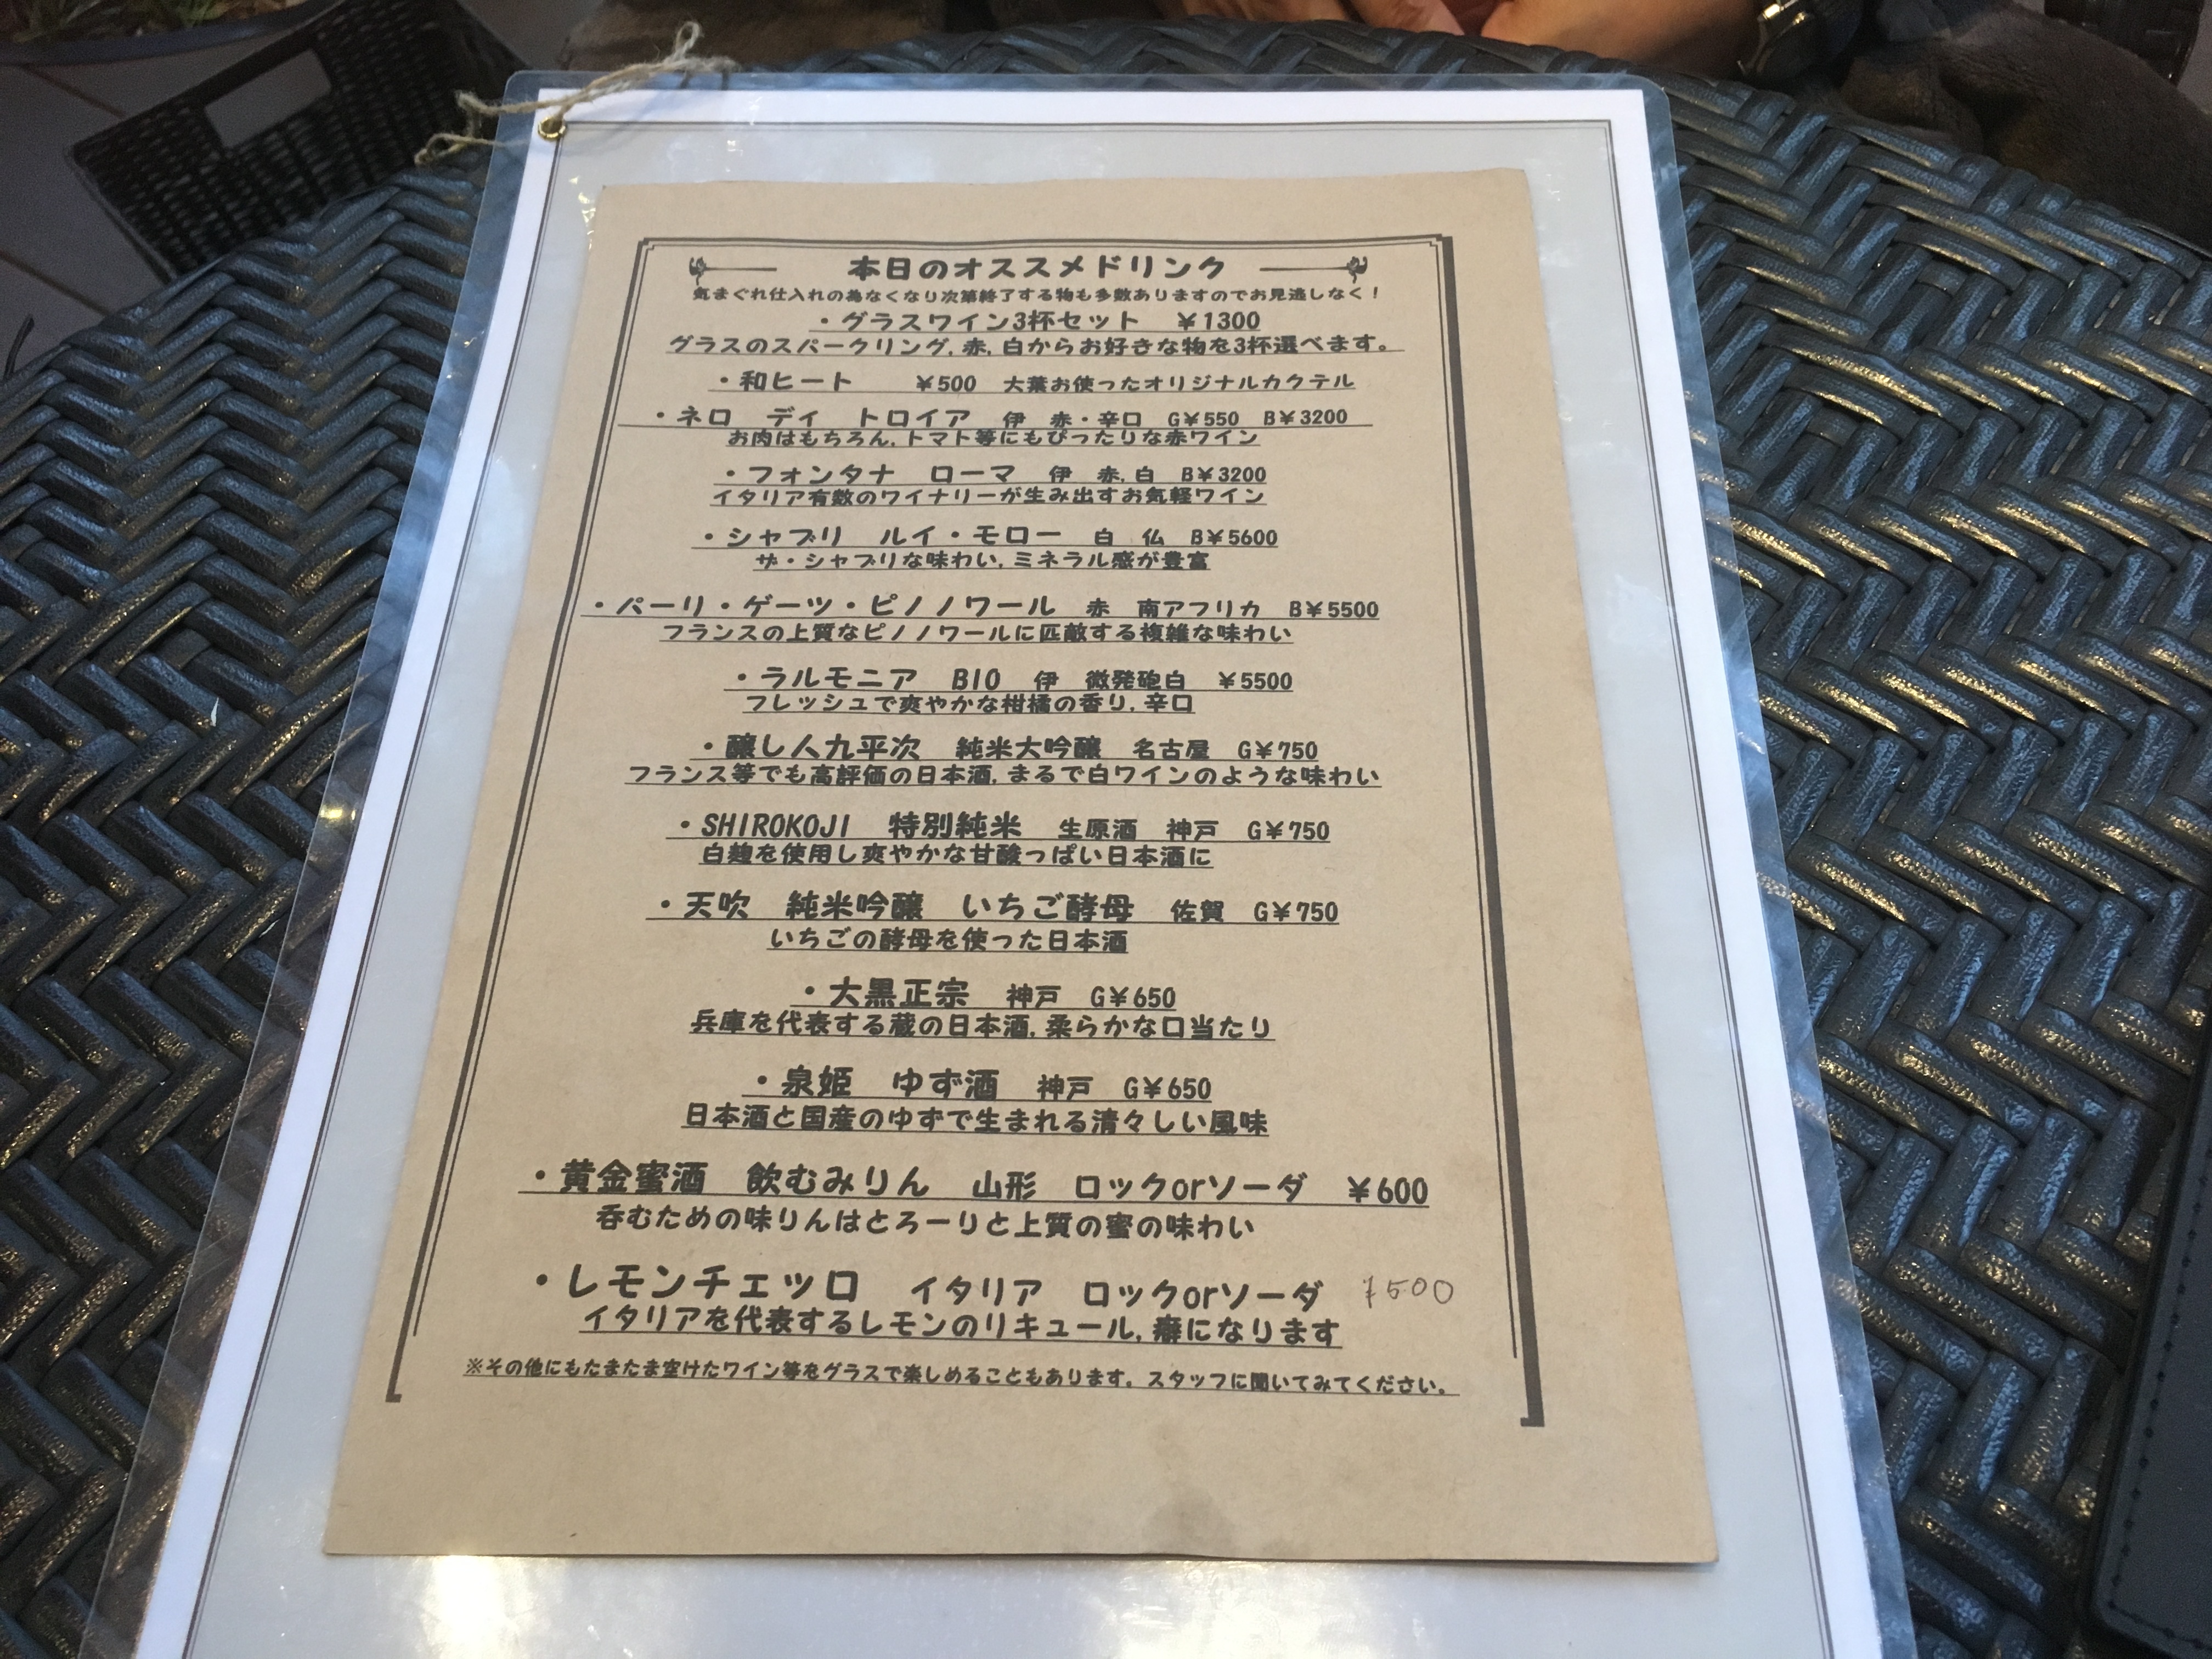 本日のオススメドリンク
気まぐれ仕入れの為なくなり次第終了する物も多数ありますのでお見逃しなく！
・グラスワイン3杯セット　￥1300
グラスのスパークリング,赤,白からお好きな物を3杯選べます。
・和ヒート　￥500　大葉お使ったオリジナルカクテル
・ネロ　ディ　トロイア　伊　赤・辛口　G￥550　B￥3200
お肉はもちろん,トマト等にもぴったりな赤ワイン
・フォンタナ　ローマ　伊　赤,白　B￥3200
イタリア有数のワイナリーが生み出すお気軽ワイン
・シャブリ　ルイ・モロー　白　仏　B￥5600
ザ・シャブリな味わい,ミネラル感が豊富
・パーリ・ゲーツ・ピノノワール　赤　南アフリカ　B￥5500
フランスの上質なピノノワールに匹敵する複雑な味わい
・ラルモニア　BIO　伊　微発砲白　￥5500
フレッシュで爽やかな柑橘の香り,辛口
・醸し人九平次　純米大吟醸　名古屋　G￥750
フランス等でも高評価の日本酒,まるで白ワインのような味わい
・SHIROKOJI　特別純米　生原酒　神戸　G￥750
白麹を使用し爽やかな甘酸っぱい日本酒に
・天吹　純米吟醸　いちご酵母　佐賀　G￥750
いちごの酵母を使った日本酒
・大黒正宗　神戸　G￥650
兵庫を代表する蔵の日本酒,柔らかな口当たり
・泉姫　ゆず酒　神戸　G￥650
日本酒と国産のゆずで生まれる清々しい風味
・黄金蜜酒　飲むみりん　山形　ロックorソーダ　￥600
呑むための味りんはとろーりと上質の蜜の味わい
・レモンチェッロ　イタリア　ロックorソーダ　￥500
イタリアを代表するレモンのリキュール,癖になります
※その他にもたまたま空けたワイン等をグラスで楽しめることもあります。スタッフに聞いてみてください。